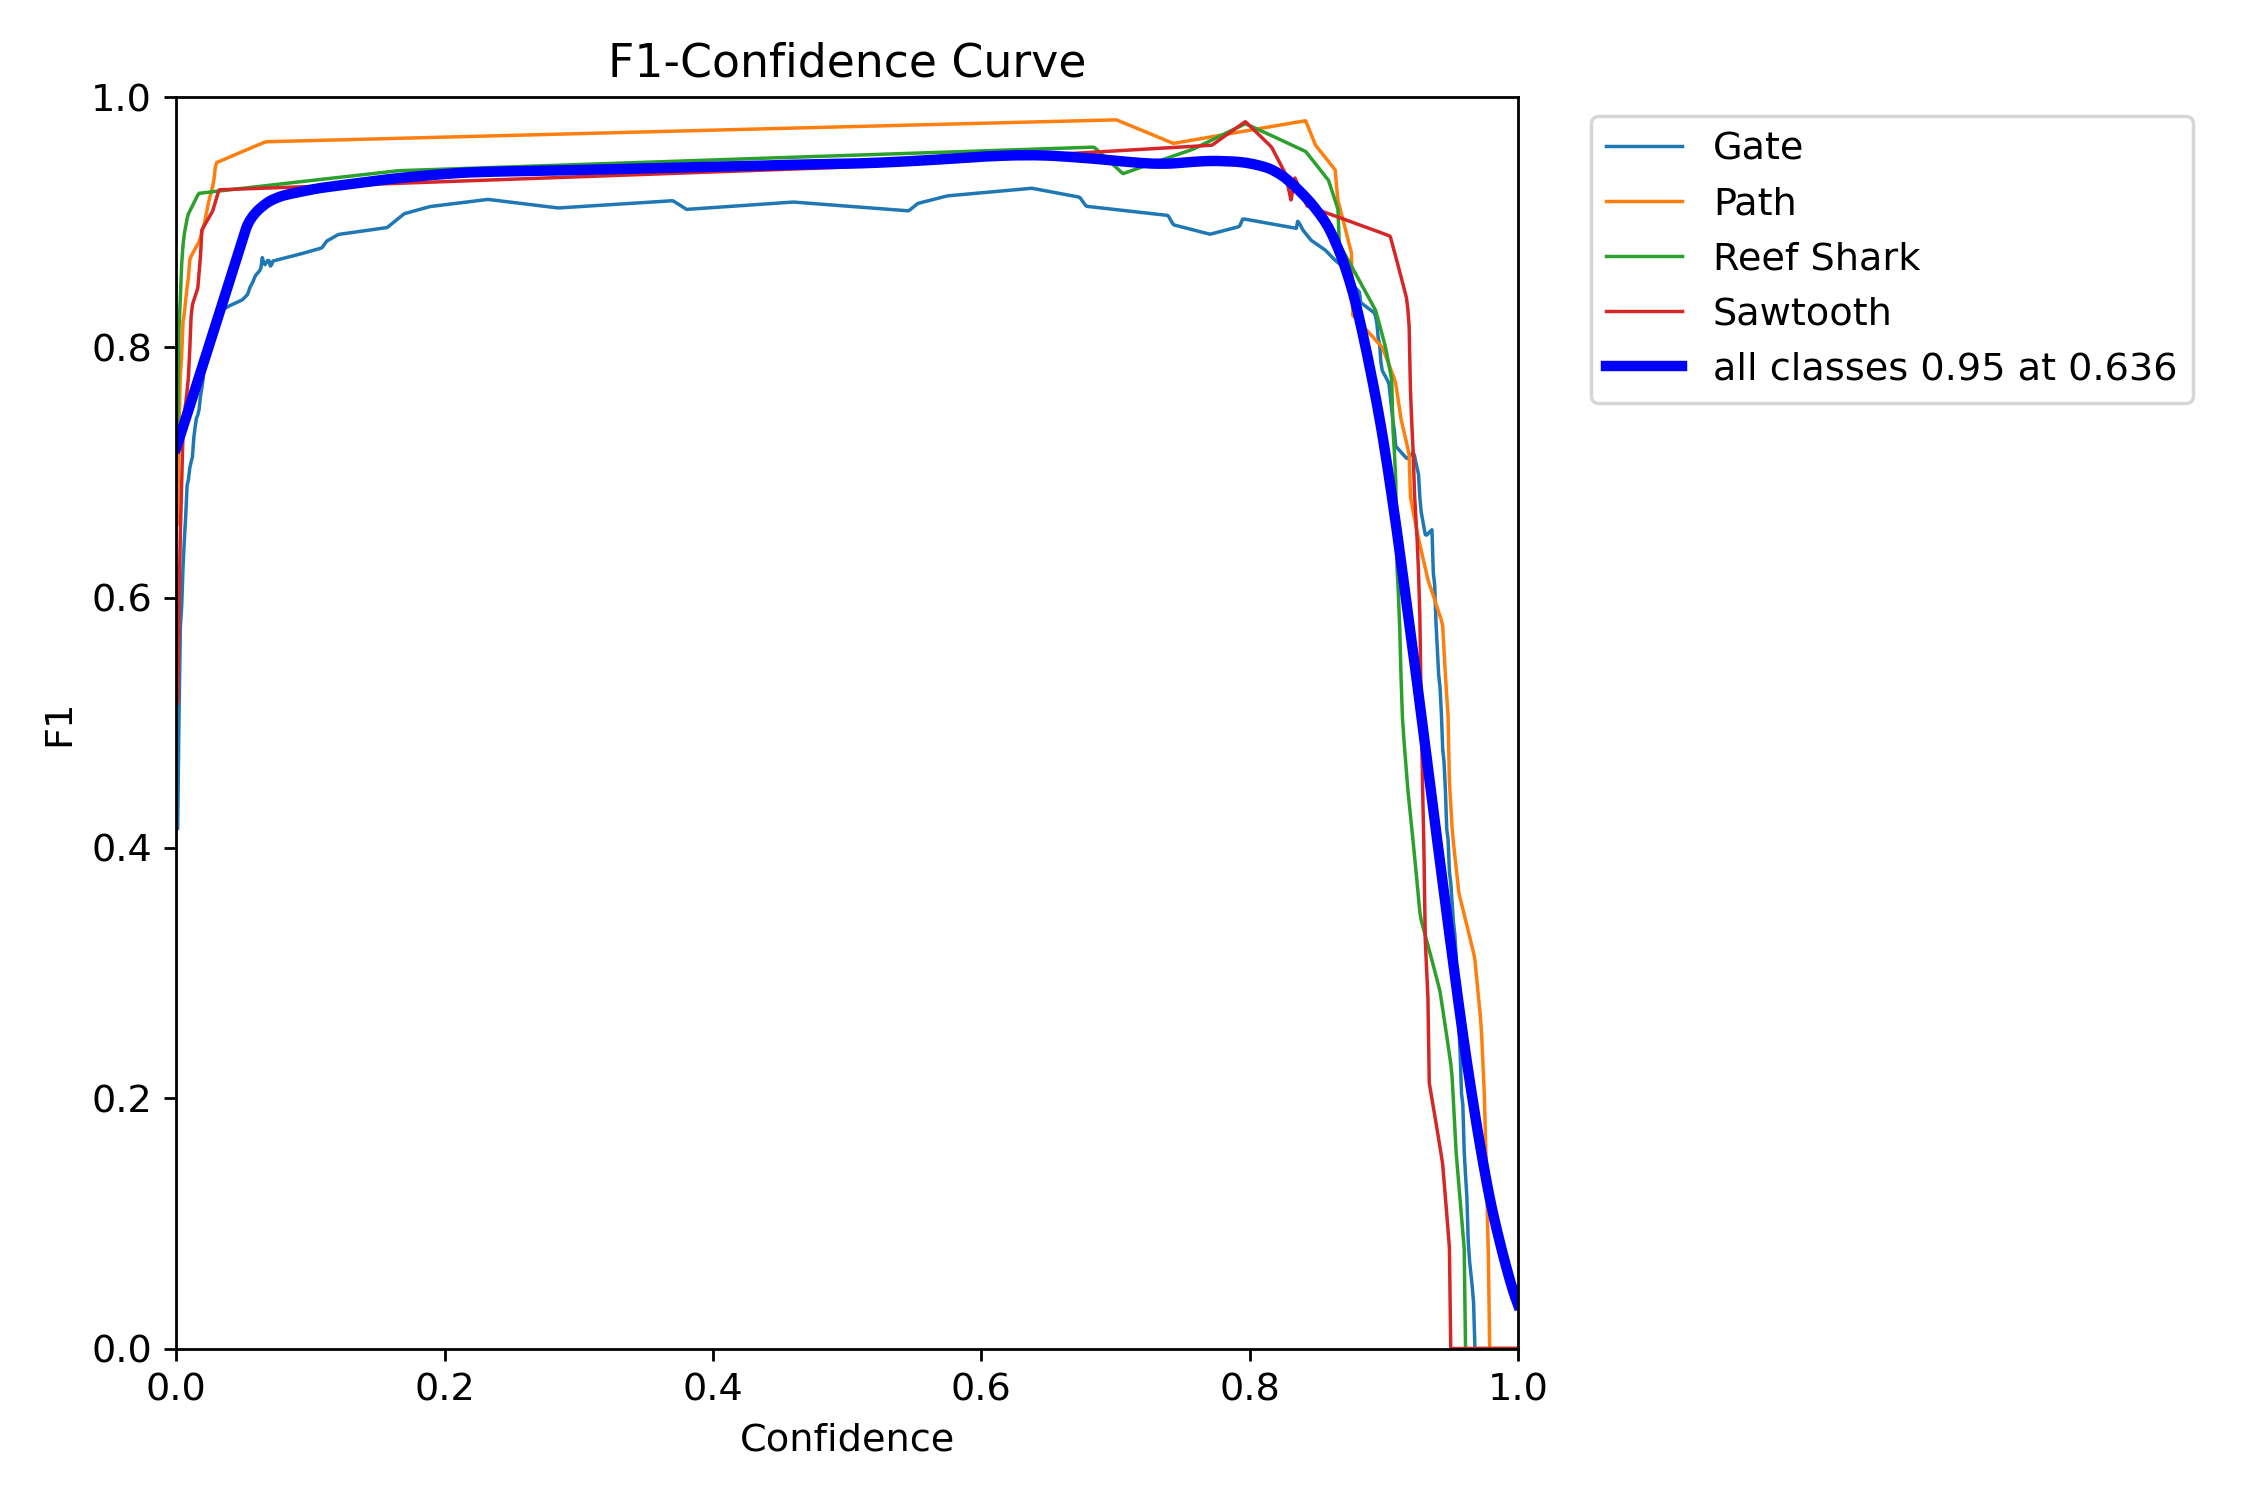 F1-Confidence Curve
1.0
0.8
0.6
0.4
0.2
0.0
F1
0.0 0.2 0.4 0.6 0.8 1.0
Confidence
Gate
Path
Reef Shark
Sawtooth
all classes 0.95 at 0.636